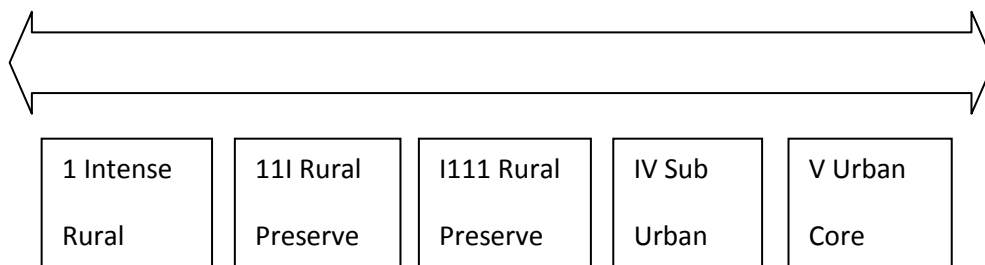 1 Intense
Rural
11I Rural
Preserve
I111 Rural
Preserve
IV Sub
Urban
V Urban
Core